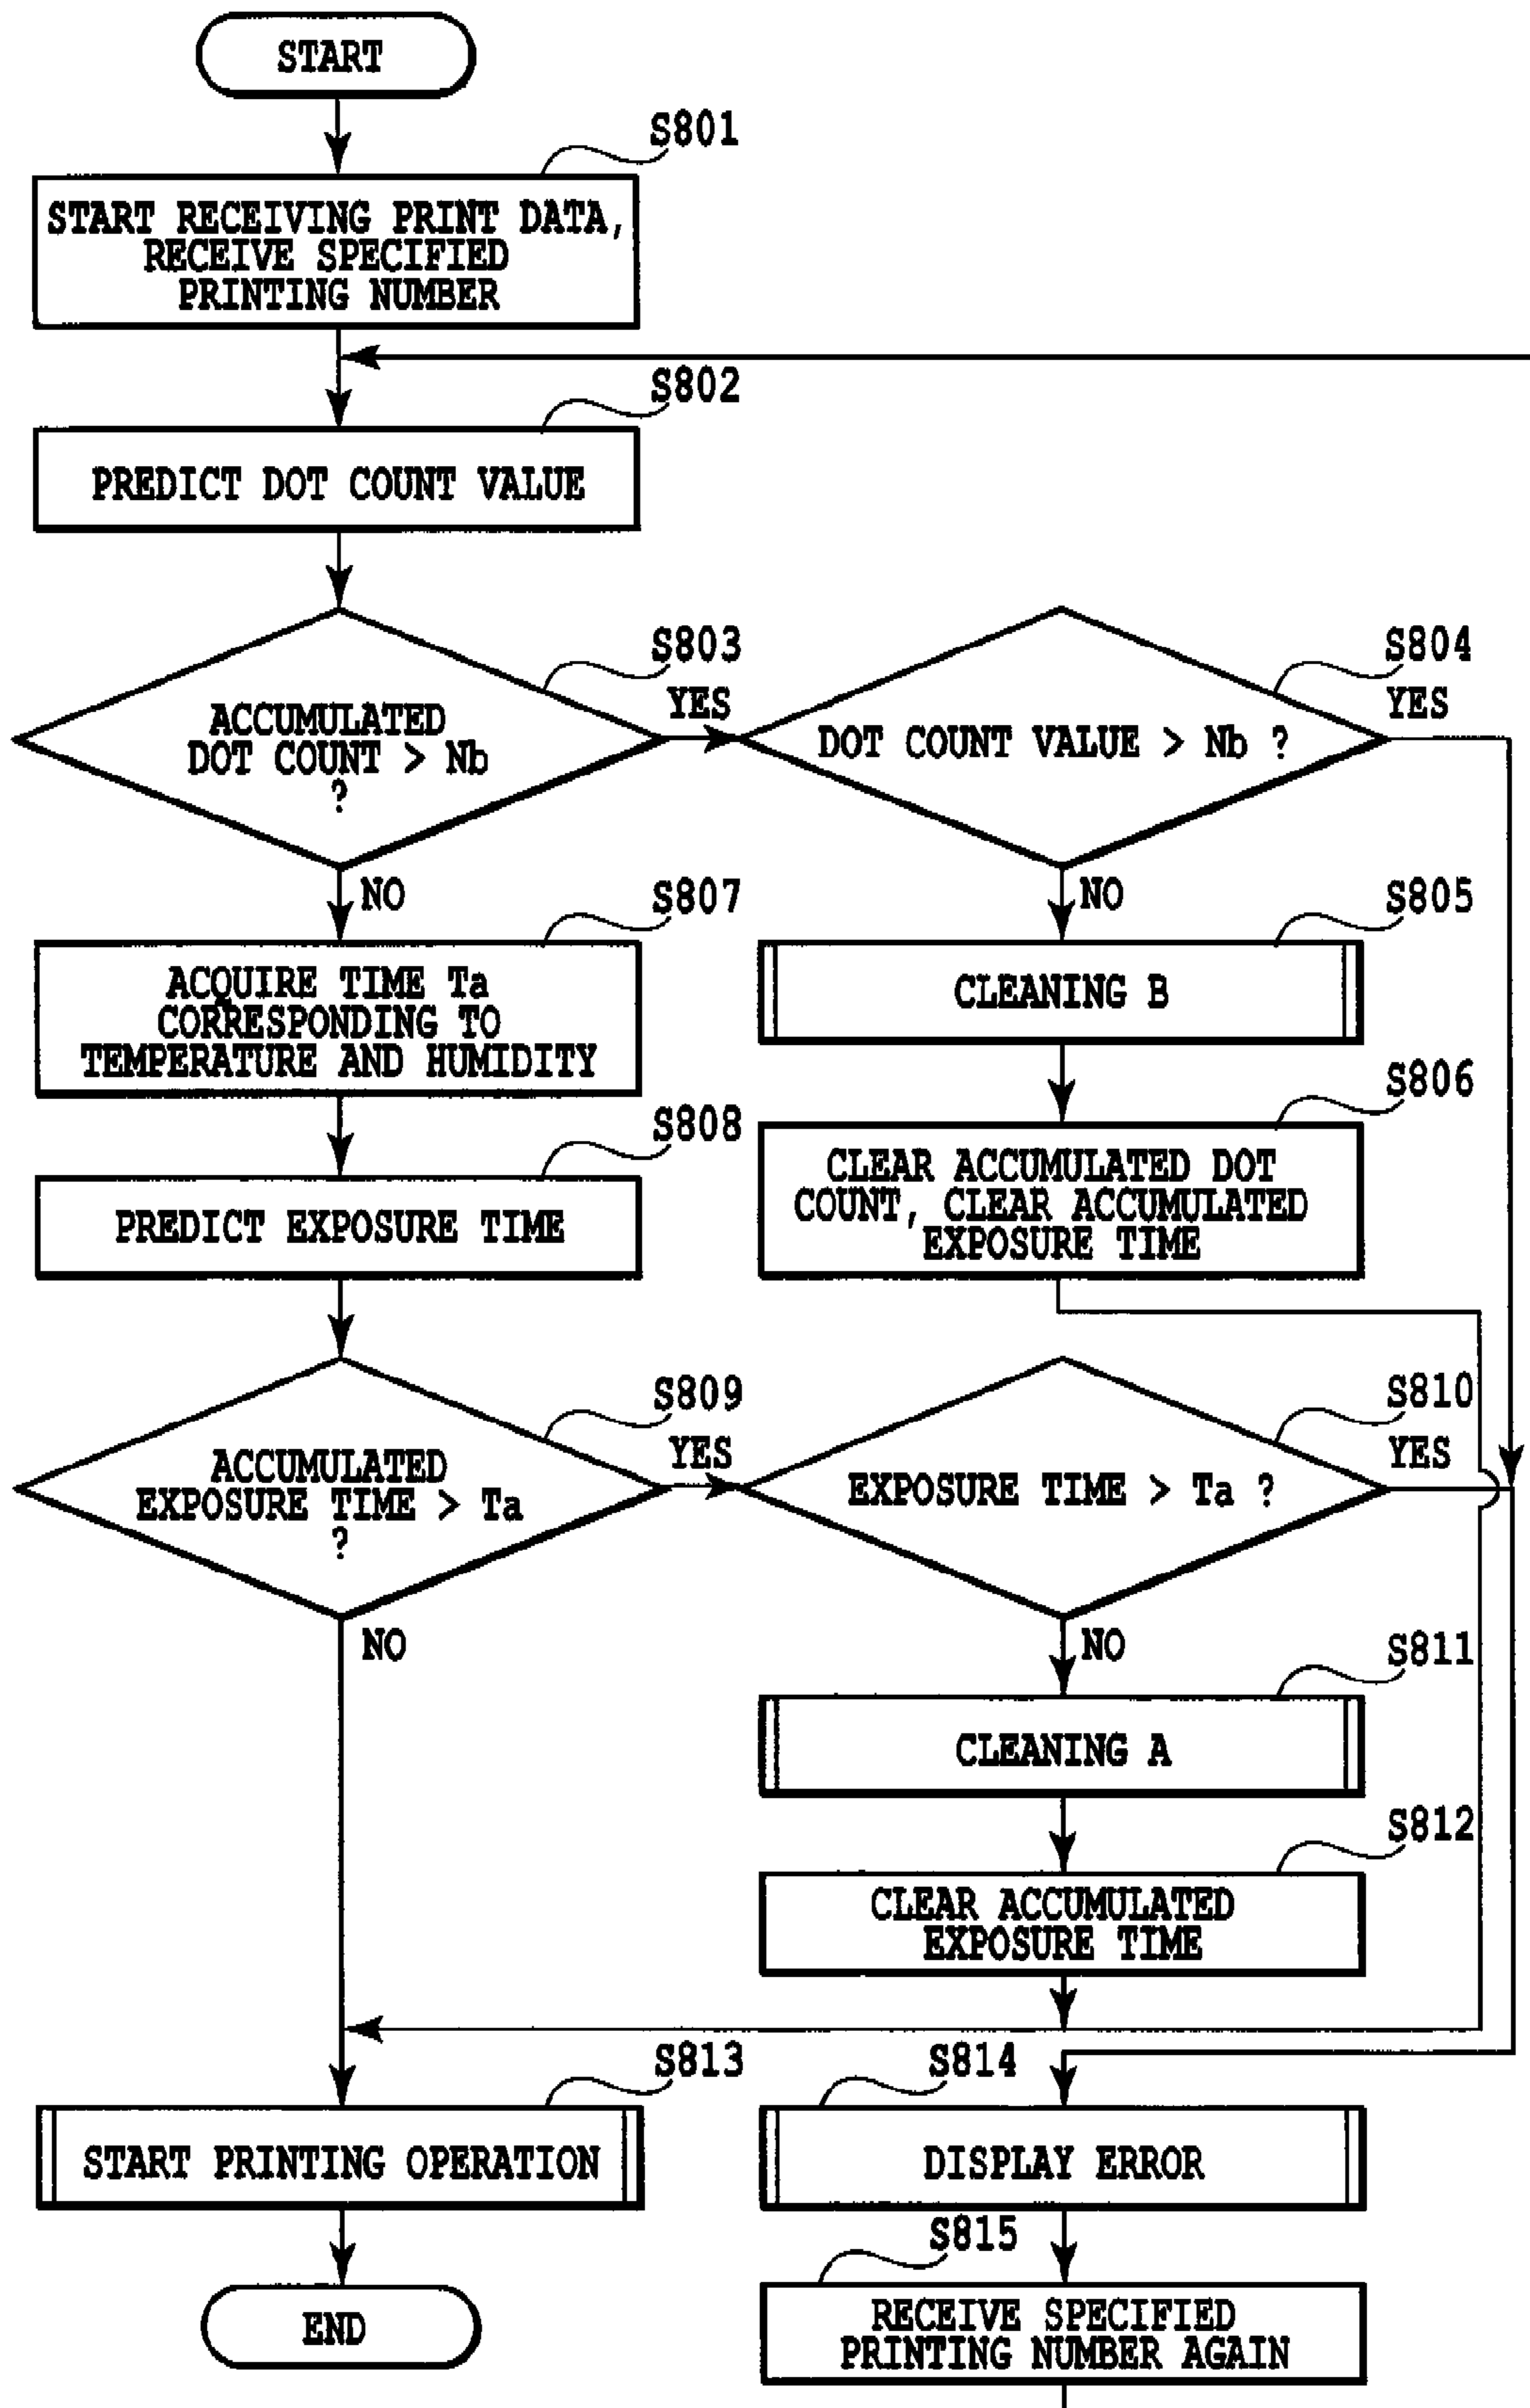 START
S801
START RECEIVING PRINT DATA,
RECEIVE SPECIFIED
PRINTING NUMBER
S802
PREDICT DOT COUNT VALUE
S803
ACCUMULATED
DOT COUNT > Nb
?
YES
S804
DOT COUNT VALUE > Nb ?
YES
NO
NO
S807
ACQUIRE TIME Ta
CORRESPONDING TO
TEMPERATURE AND HUMIDITY
S805
CLEANING B
S808
PREDICT EXPOSURE TIME
S806
CLEAR ACCUMULATED DOT
COUNT, CLEAR ACCUMULATED
EXPOSURE TIME
S809
ACCUMULATED
EXPOSURE TIME > Ta
?
YES
S810
EXPOSURE TIME > Ta ?
YES
NO
NO
S811
CLEANING A
S812
CLEAR ACCUMULATED
EXPOSURE TIME
S813
START PRINTING OPERATION
S814
DISPLAY ERROR
END
S815
RECEIVE SPECIFIED
PRINTING NUMBER AGAIN